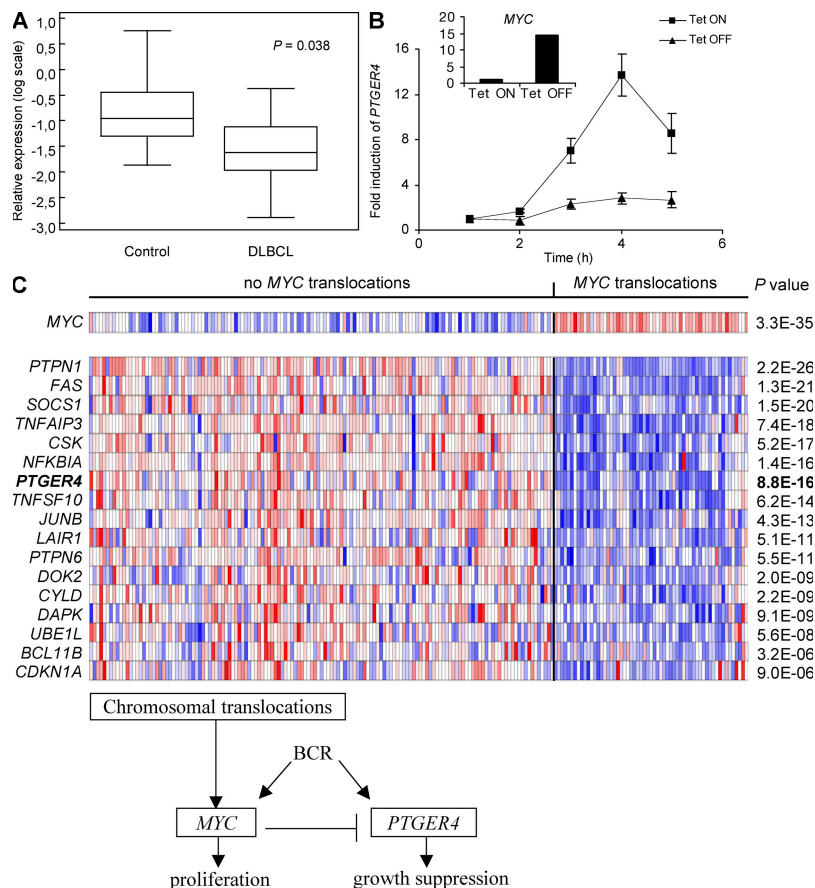 A
P = 0.038
Relative expression (log scale)
1,0
0,5
0,0
-0,5
-1,0
-1,5
-2,0
-2,5
-3,0
Control
DLBCL
B
MYC
20
15
10
5
0
Tet ON
Tet OFF
Tet ON
Tet OFF
Fold induction of PTGER4
16
12
8
4
0
0
2
4
6
Time (h)
C
no MYC translocations
MYC translocations
P value
MYC 3.3E-35
PTPN1 2.2E-26
FAS 1.3E-21
SOCS1 1.5E-20
TNFAIP3 7.4E-18
CSK 5.2E-17
NFKBIA 1.4E-16
PTGER4 8.8E-16
TNFSF10 6.2E-14
JUNB 4.3E-13
LAIR1 5.1E-11
PTPN6 5.5E-11
DOK2 2.0E-09
CYLD 2.2E-09
DAPK 9.1E-09
UBE1L 5.6E-08
BCL11B 3.2E-06
CDKN1A 9.0E-06
Chromosomal translocations
BCR
MYC
PTGER4
proliferation
growth suppression